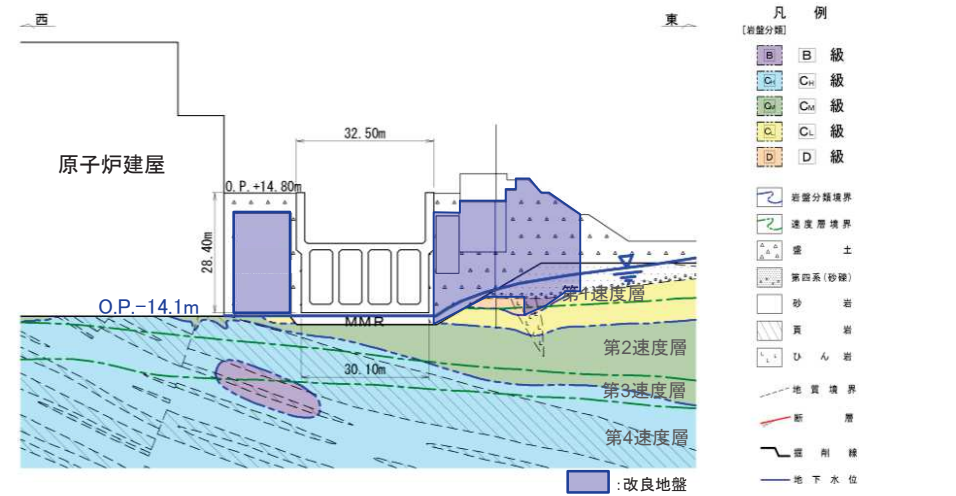 西
東
原子炉建屋
32.50m
O.P.+14.80m
28.40m
O.P.-14.1m
MMR
30.10m
第1速度層
第2速度層
第3速度層
第4速度層
:改良地盤
凡 例
[岩盤分類]
B B 級
CH CH 級
CM CM 級
CL CL 級
D D 級
岩盤分類境界
速度層境界
盛 土
第四系(砂礫)
砂 岩
頁 岩
ひ ん 岩
地 質 境 界
断 層
掘 削 線
地 下 水 位